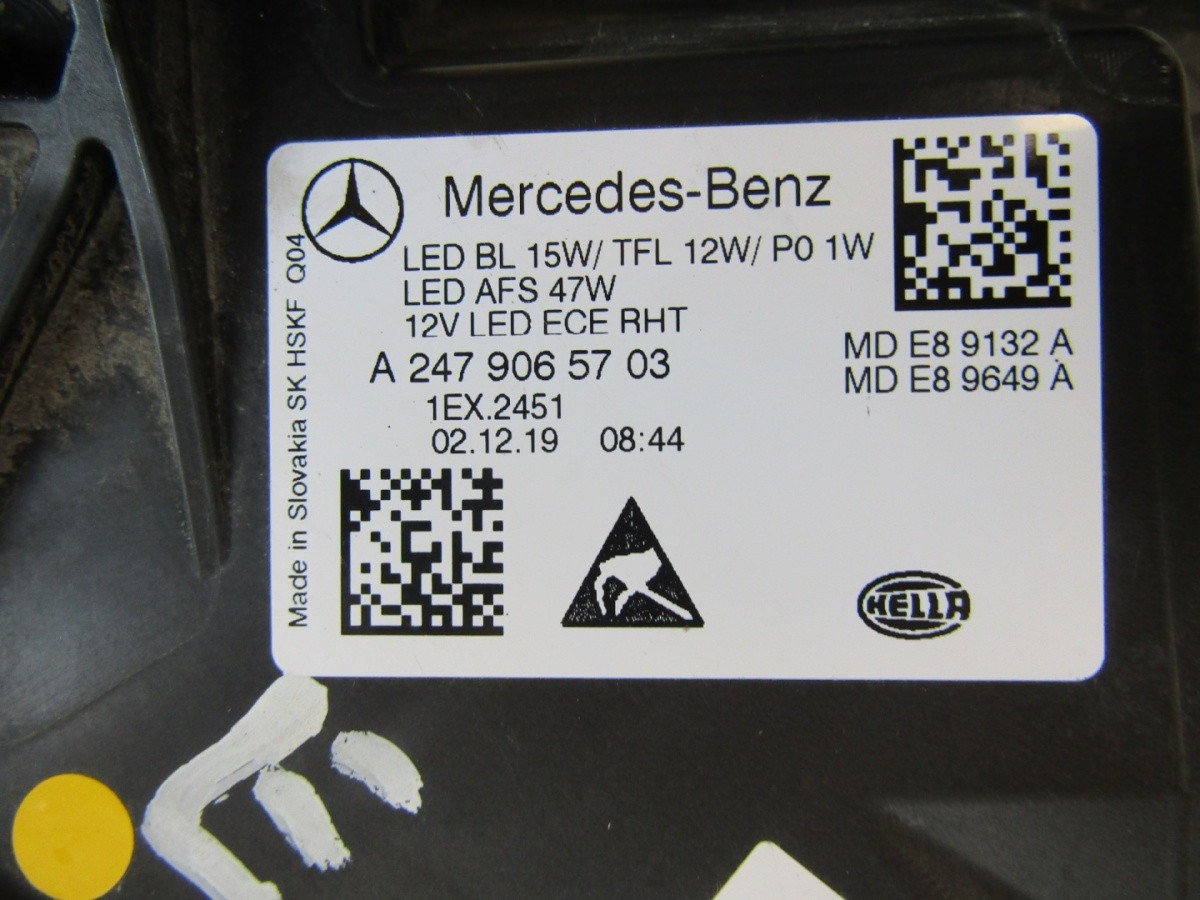 Mercedes-Benz
LED BL 15W/ TFL 12W/ P0 1W
LED AFS 47W
12V LED ECE RHT
A 247 906 57 03
1EX.2451
02.12.19 08:44
MD E8 9132 A
MD E8 9649 A
Made in Slovakia SK HSKF Q04
HELLA
E